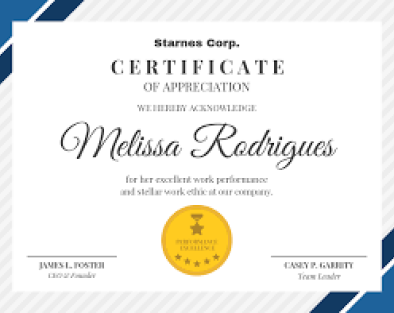 Starnes Corp.
CERTIFICATE
OF APPRECIATION
WE HEREBY ACKNOWLEDGE
Melissa Rodrigues
for her excellent work performance
and stellar work ethic at our company.
PERFORMANCE
EXCELLENCE
JAMES L. FOSTER
CEO & Founder
CASEY P. GARRITY
Team Leader